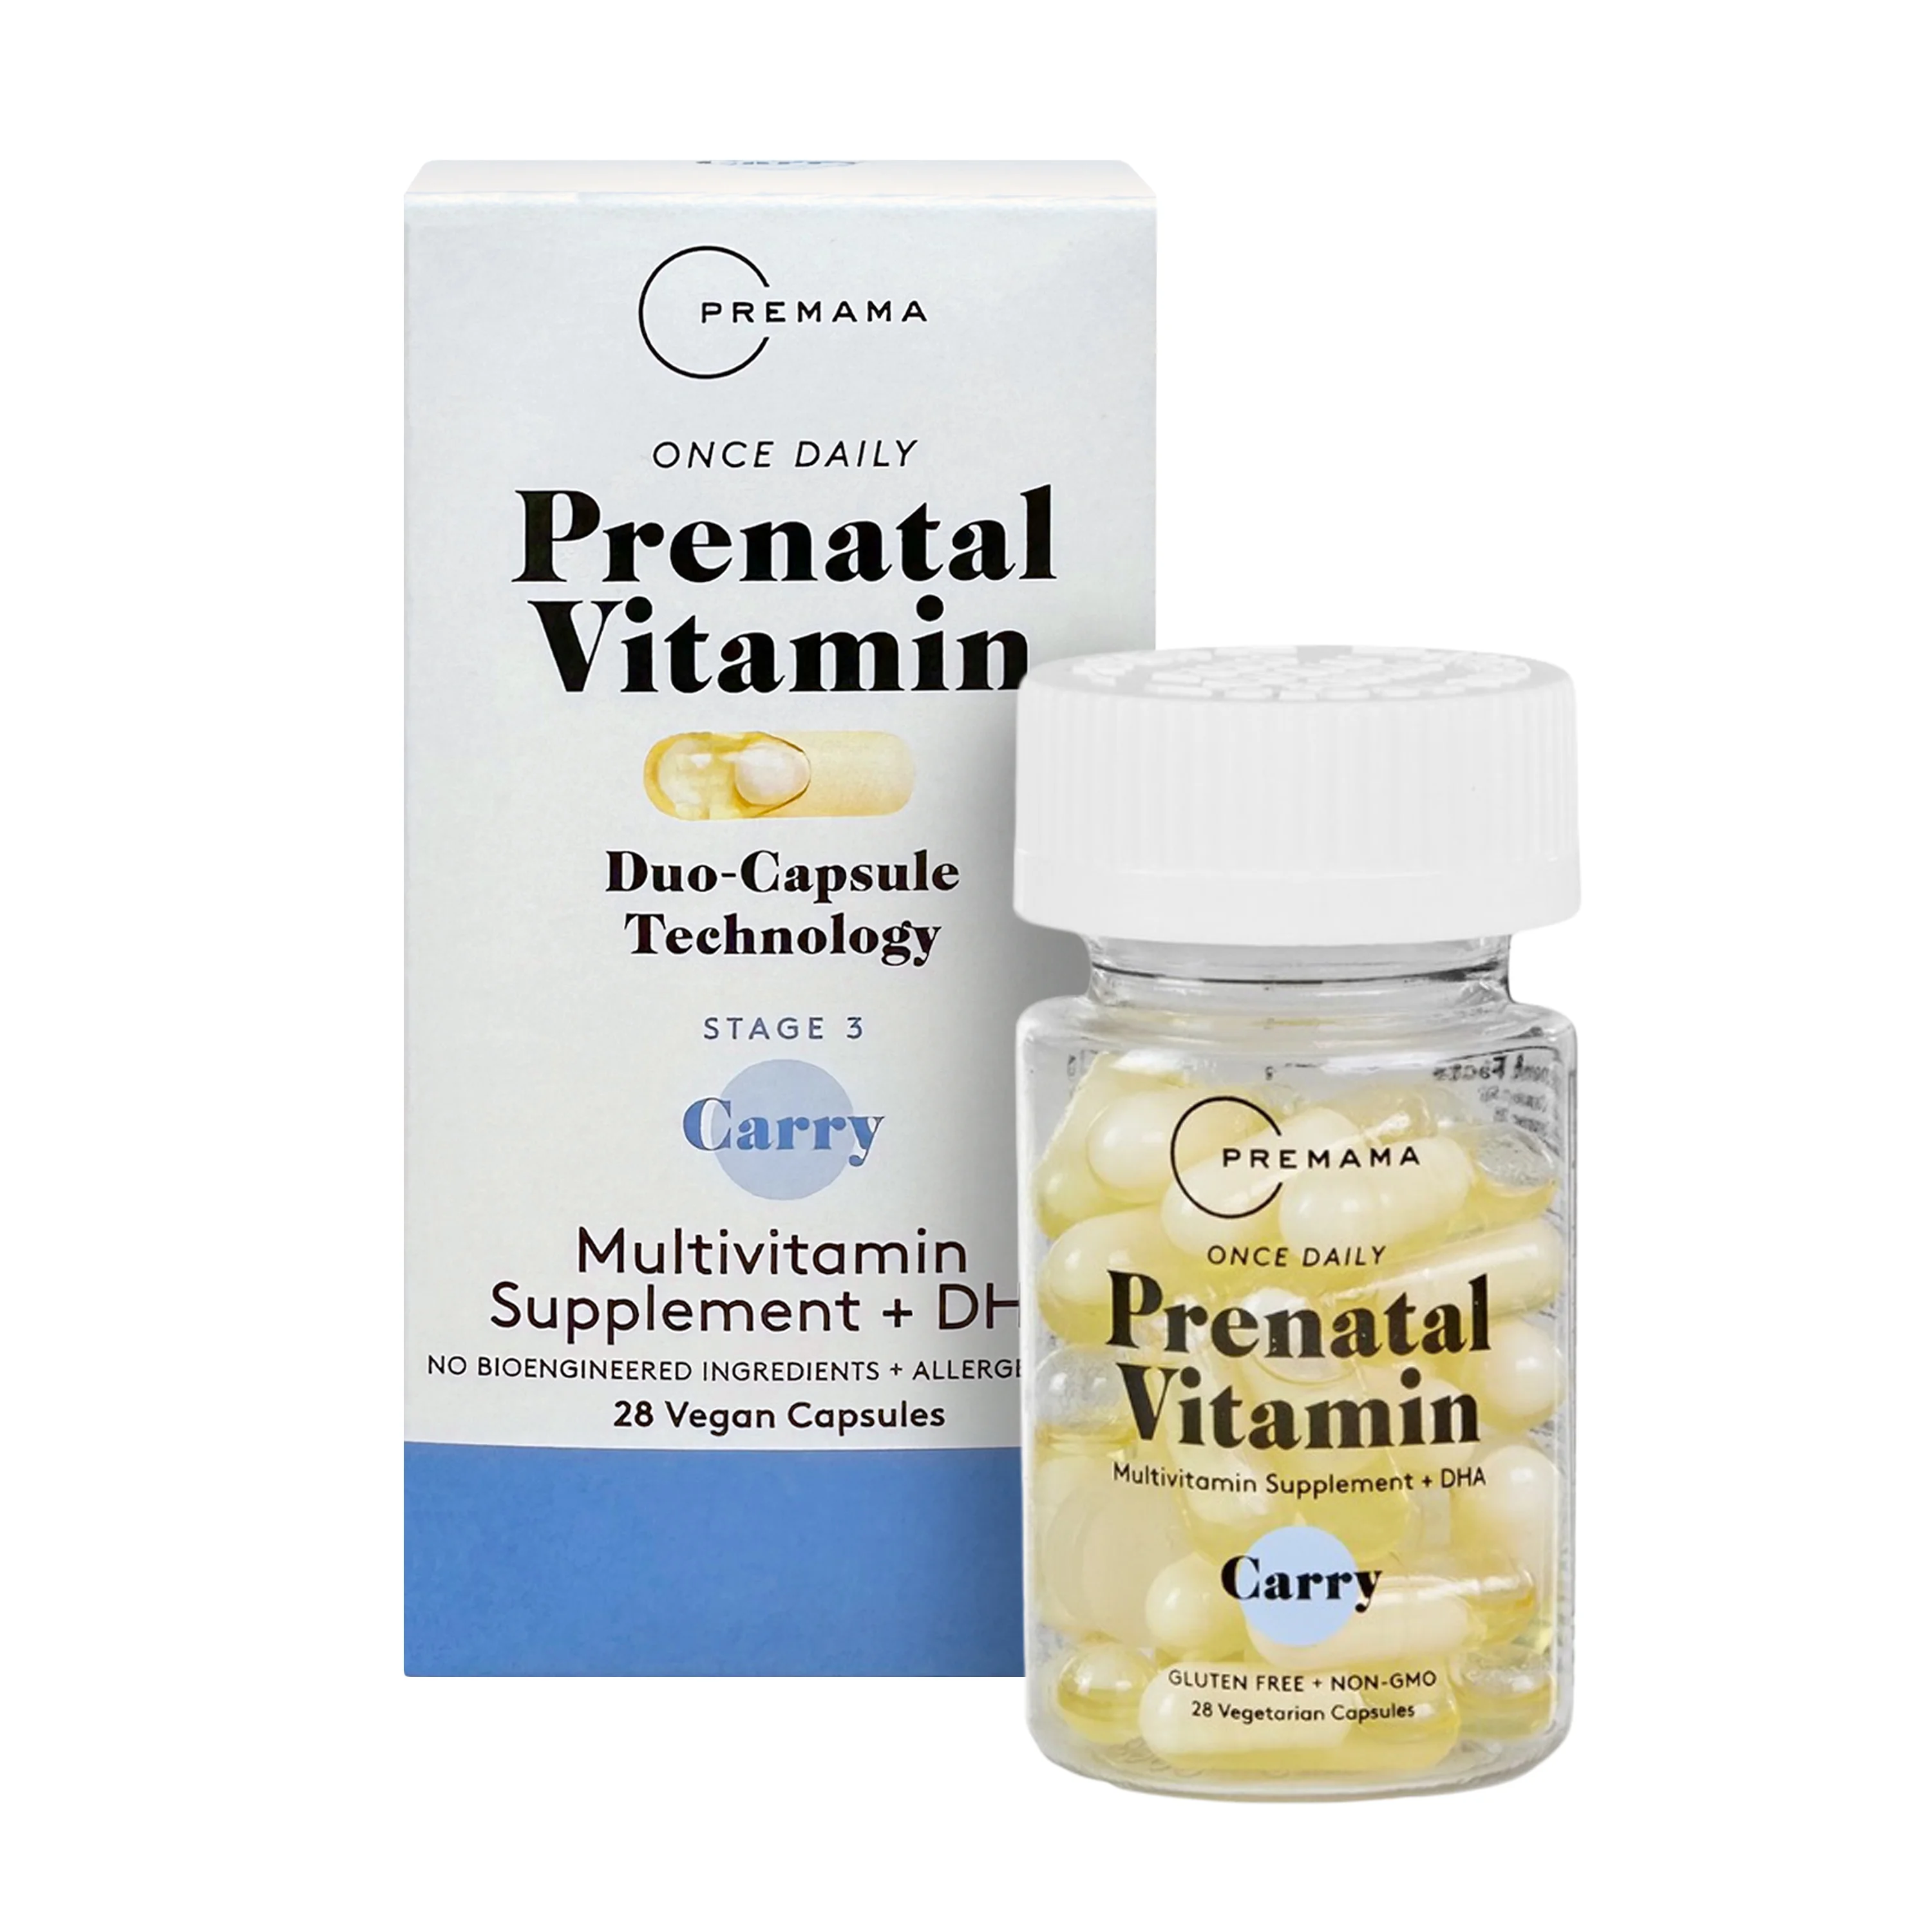 PREMAMA
ONCE DAILY
Prenatal
Vitamin
Duo-Capsule
Technology
STAGE 3
Carry
Multivitamin
Supplement + DH
NO BIOENGINEERED INGREDIENTS + ALLERGE
28 Vegan Capsules
PREMAMA
ONCE DAILY
Prenatal
Vitamin
Multivitamin Supplement + DHA
Carry
GLUTEN FREE + NON-GMO
28 Vegetarian Capsules